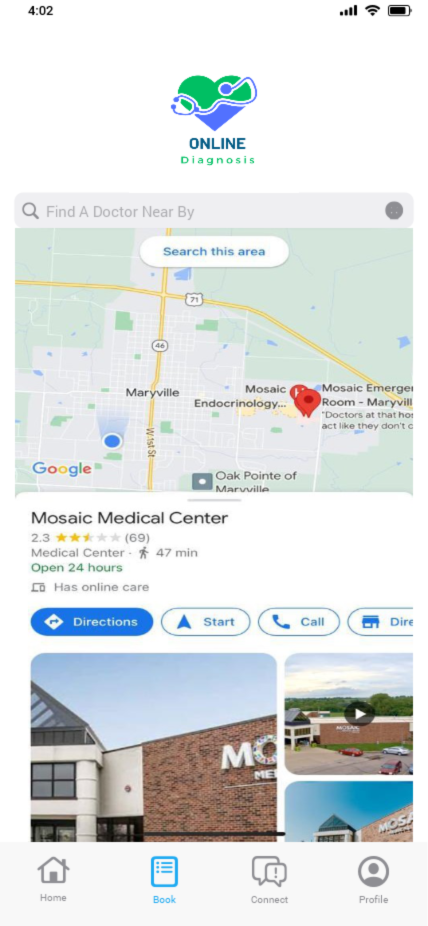 4:02
ONLINE
Diagnosis
Find A Doctor Near By
Search this area
71
46
Maryville
Mosaic
Endocrinology...
Mosaic Emerger
Room - Maryvill
"Doctors at that hos
act like they don't c
W 1st St
Google
Oak Pointe of
Maryville
Mosaic Medical Center
2.3 (69)
Medical Center · 47 min
Open 24 hours
Has online care
Directions
Start
Call
Dire
MOS
ME
MOSAIC
MOSA
Home
Book
Connect
Profile